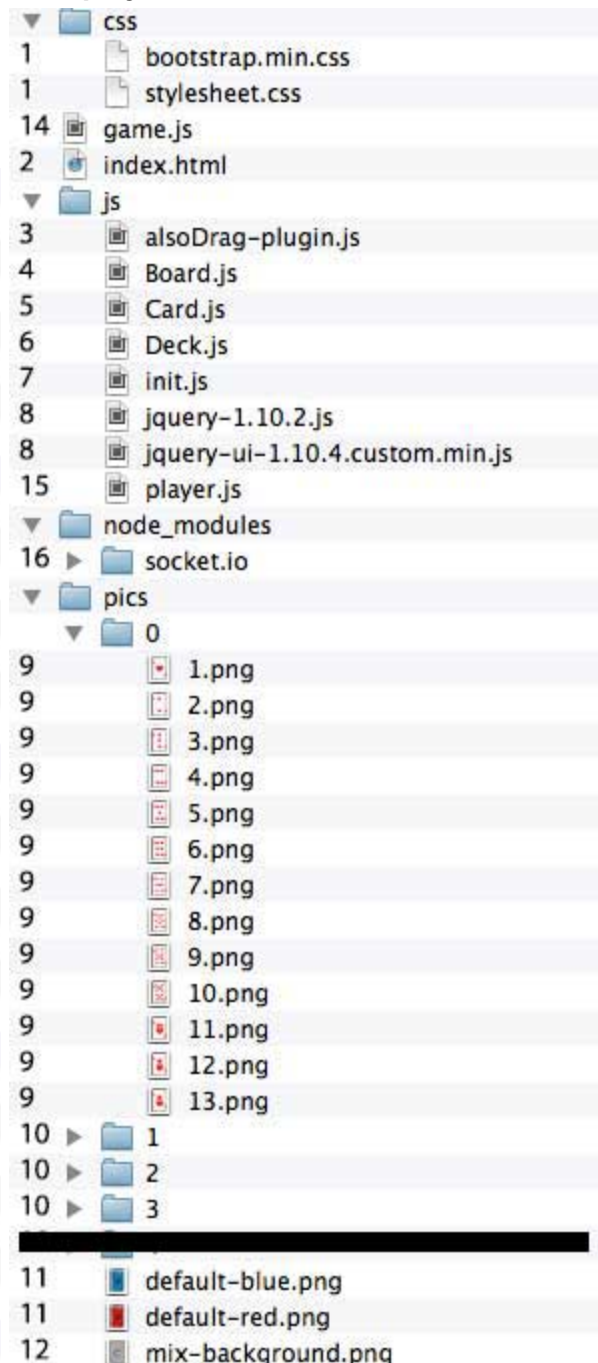 css
1 bootstrap.min.css
1 stylesheet.css
14 game.js
2 index.html
js
3 alsoDrag-plugin.js
4 Board.js
5 Card.js
6 Deck.js
7 init.js
8 jquery-1.10.2.js
8 jquery-ui-1.10.4.custom.min.js
15 player.js
node_modules
16 socket.io
pics
0
9 1.png
9 2.png
9 3.png
9 4.png
9 5.png
9 6.png
9 7.png
9 8.png
9 9.png
9 10.png
9 11.png
9 12.png
9 13.png
10 1
10 2
10 3
11 default-blue.png
11 default-red.png
12 mix-background.png